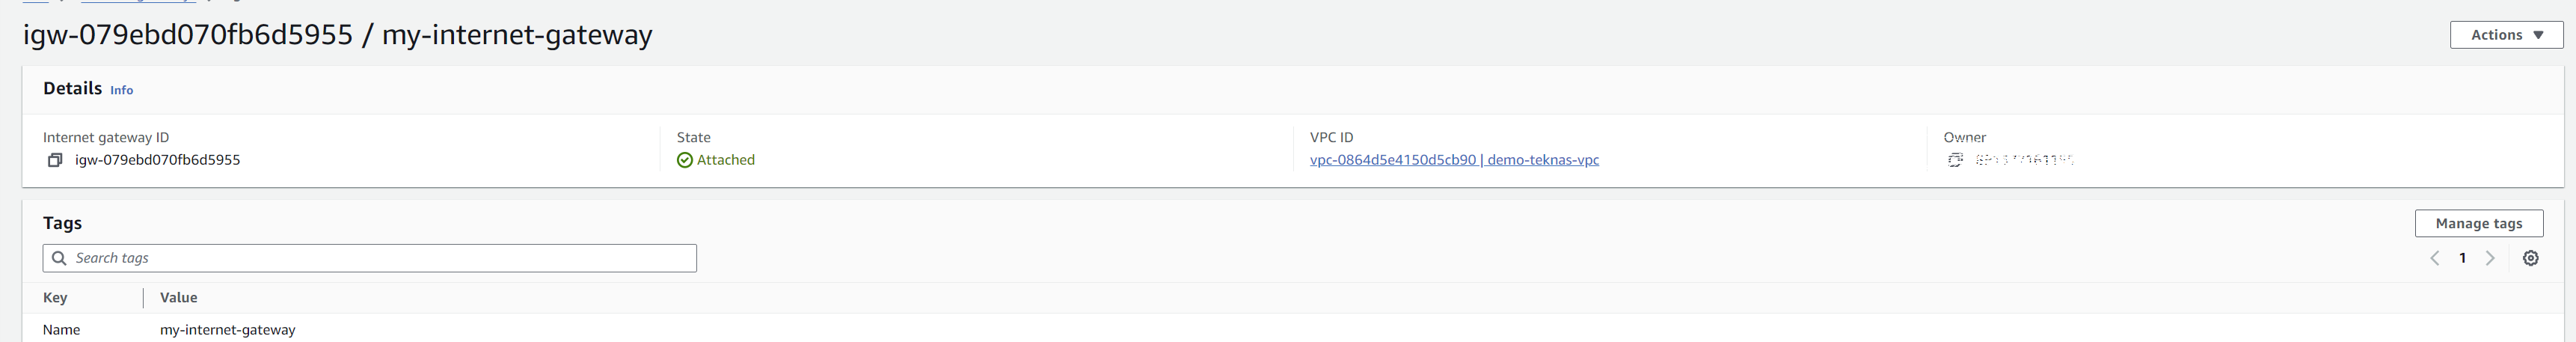 igw-079ebd070fb6d5955 / my-internet-gateway
Actions
Details Info
Internet gateway ID
igw-079ebd070fb6d5955
State
Attached
VPC ID
vpc-0864d5e4150d5cb90 | demo-teknas-vpc
Owner
Tags
Manage tags
Search tags
1
Key Value
Name my-internet-gateway